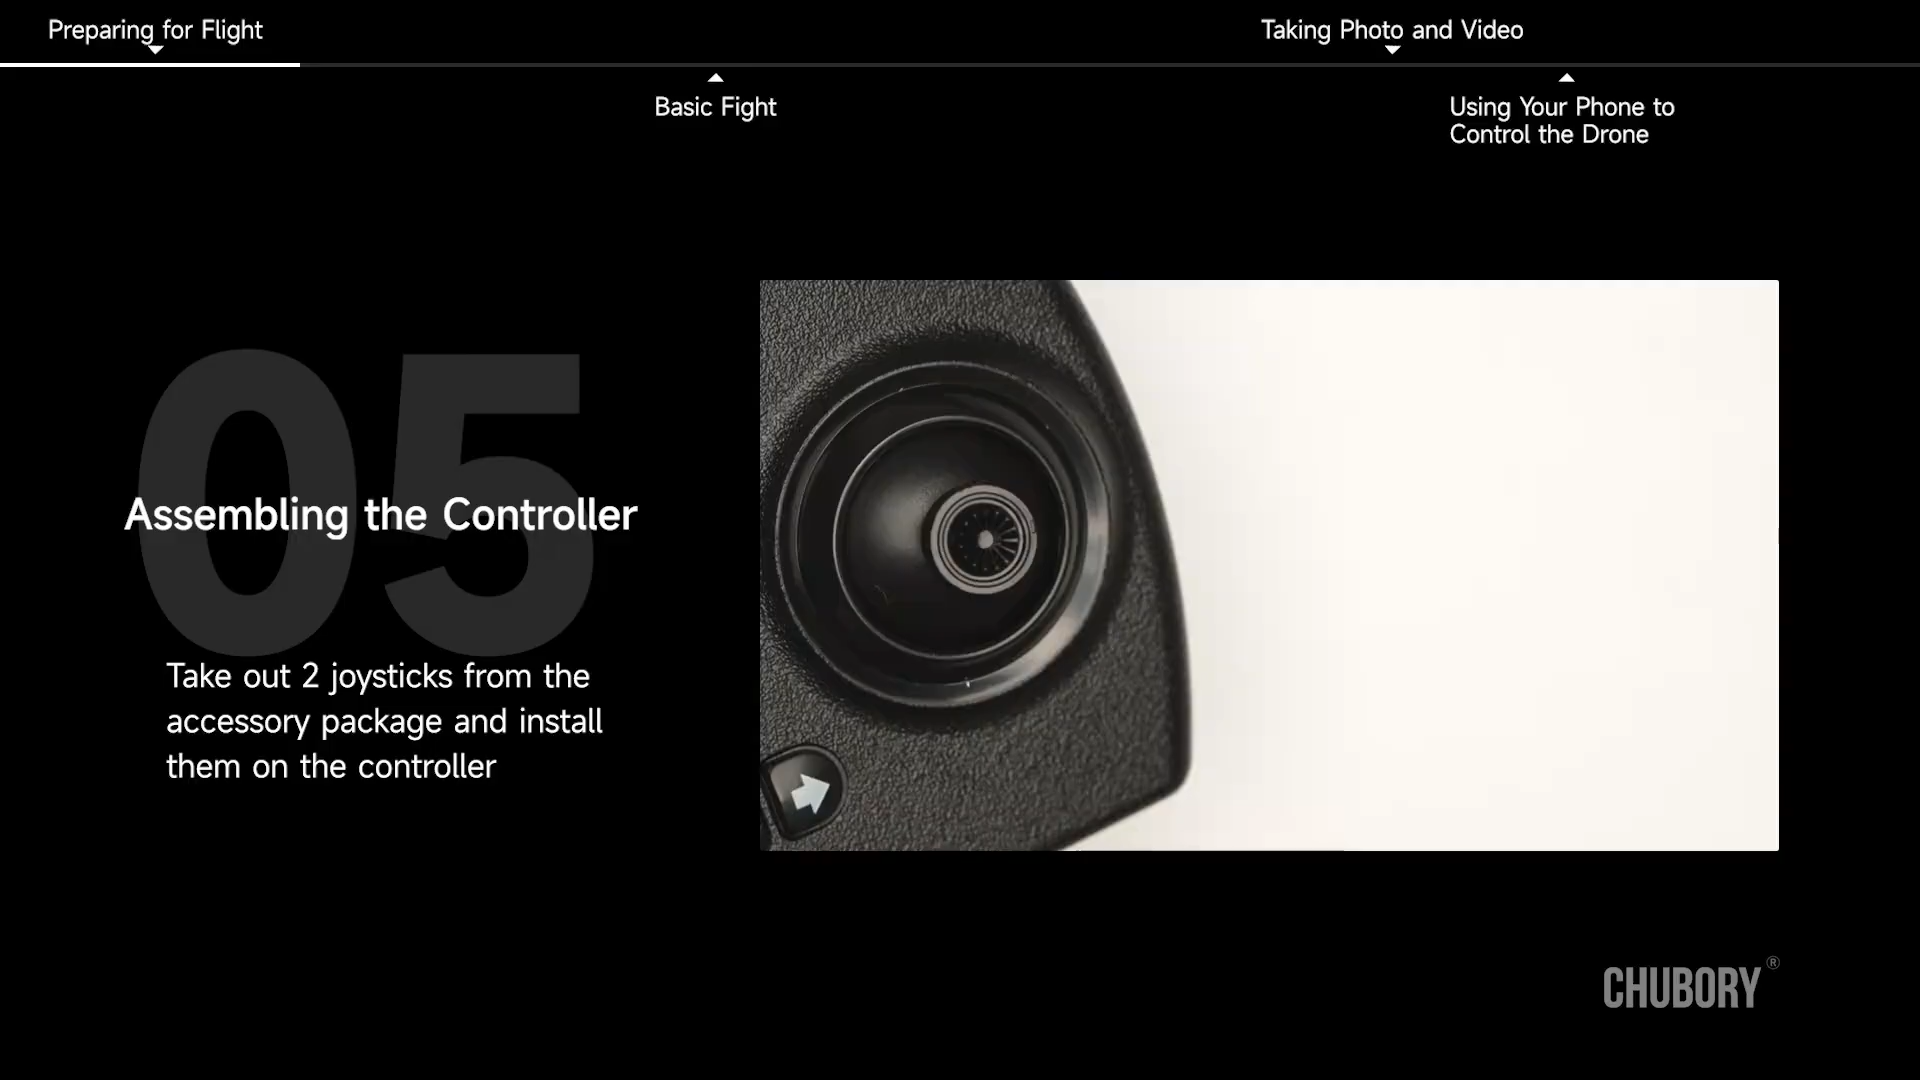 Preparing for Flight
Taking Photo and Video
Basic Fight
Using Your Phone to
Control the Drone
05
Assembling the Controller
Take out 2 joysticks from the
accessory package and install
them on the controller
CHUBORY®